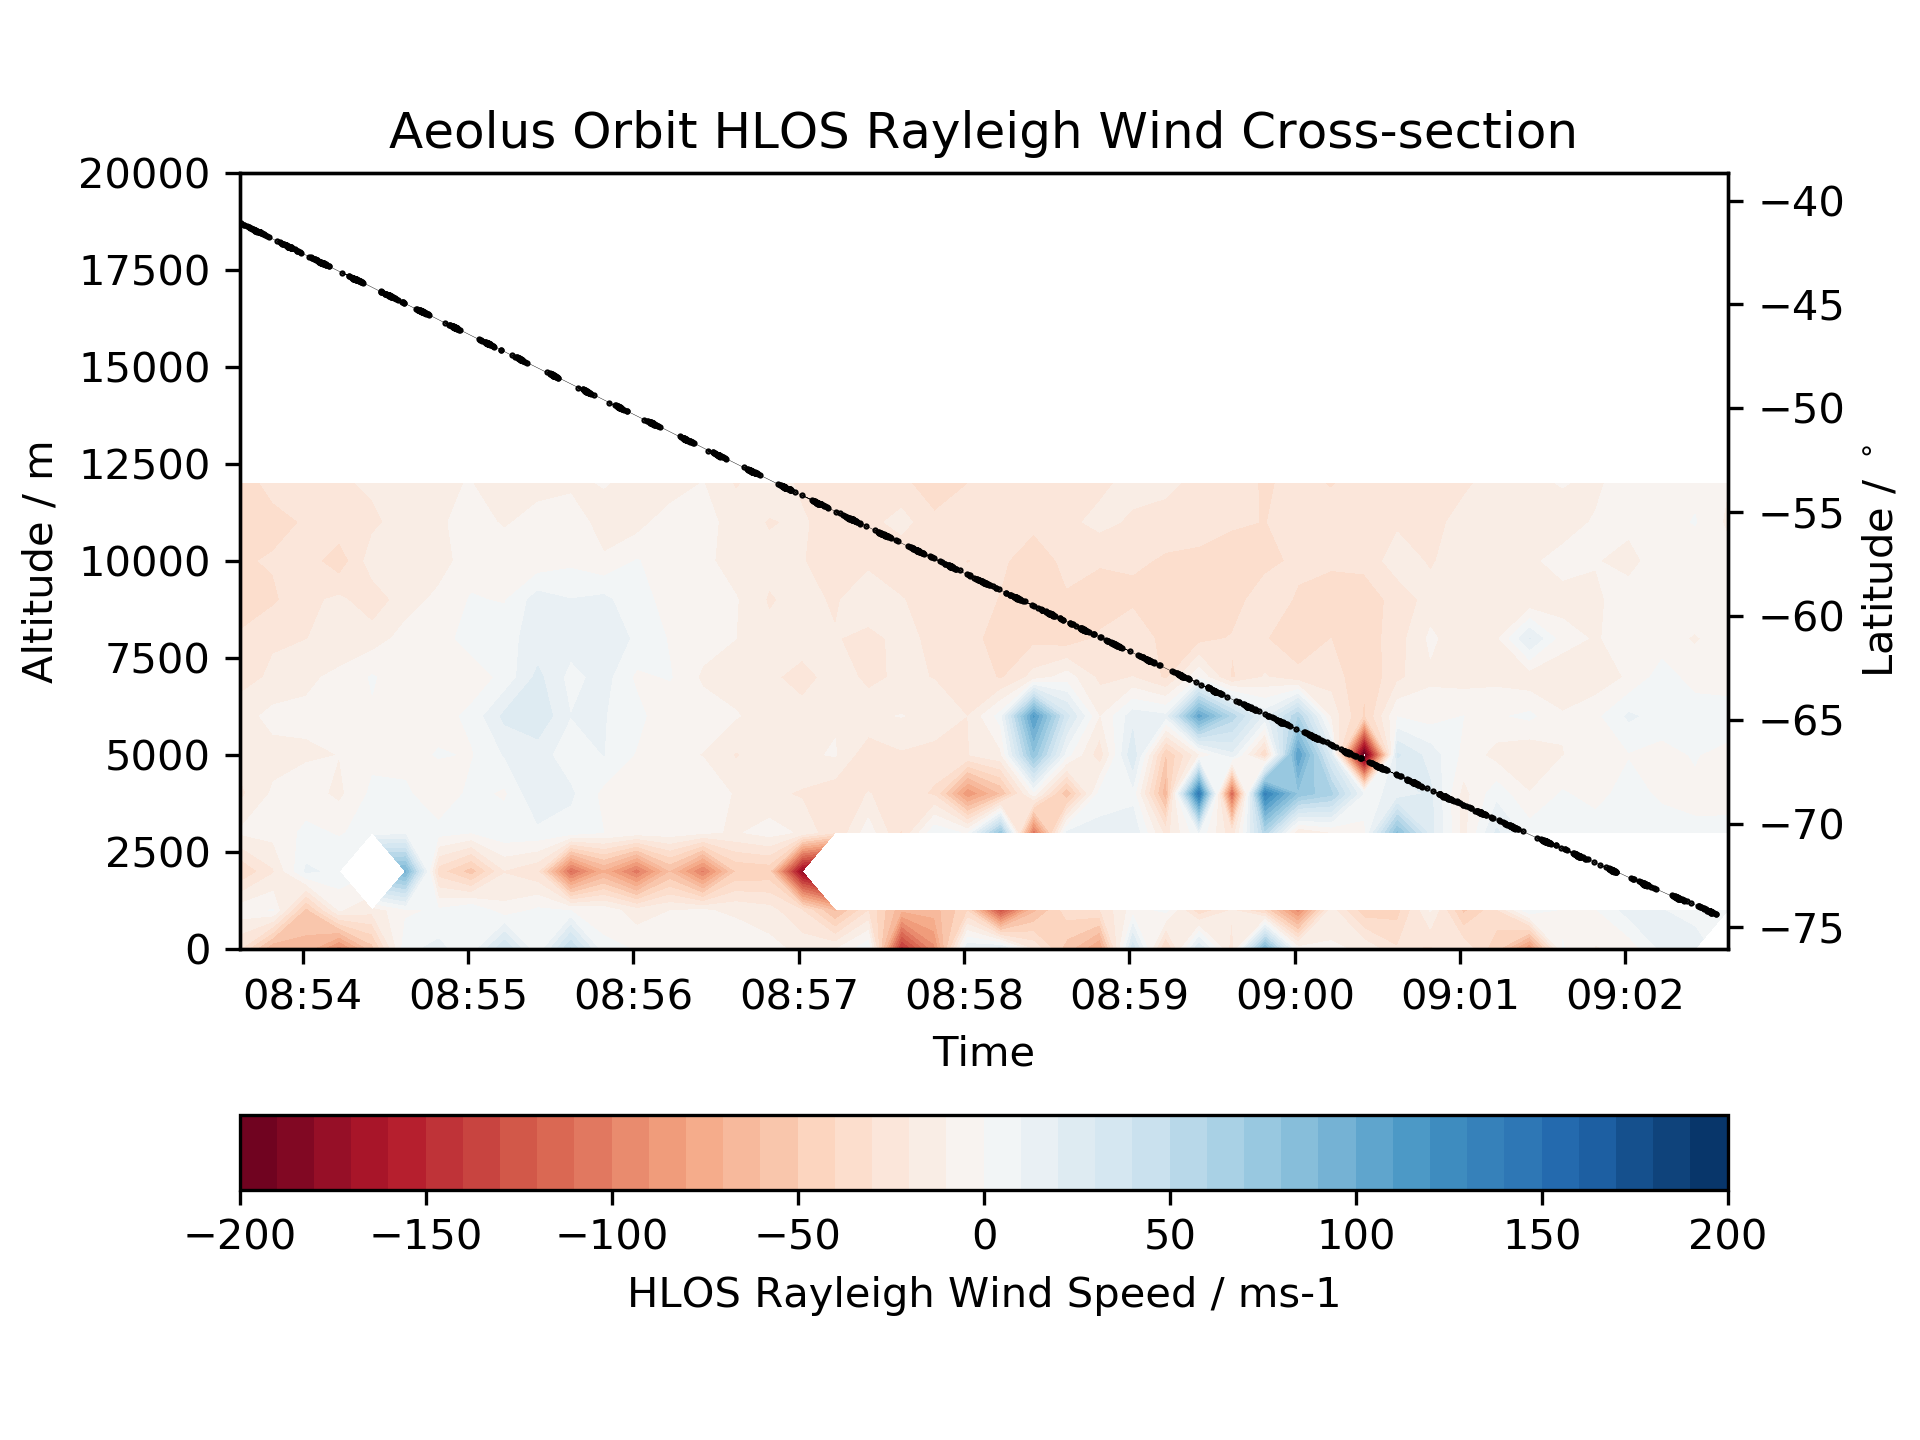 Aeolus Orbit HLOS Rayleigh Wind Cross-section
20000
17500
15000
12500
10000
7500
5000
2500
0
Altitude / m
−40
−45
−50
−55
−60
−65
−70
−75
Latitude / °
08:54 08:55 08:56 08:57 08:58 08:59 09:00 09:01 09:02
Time
−200 −150 −100 −50 0 50 100 150 200
HLOS Rayleigh Wind Speed / ms-1